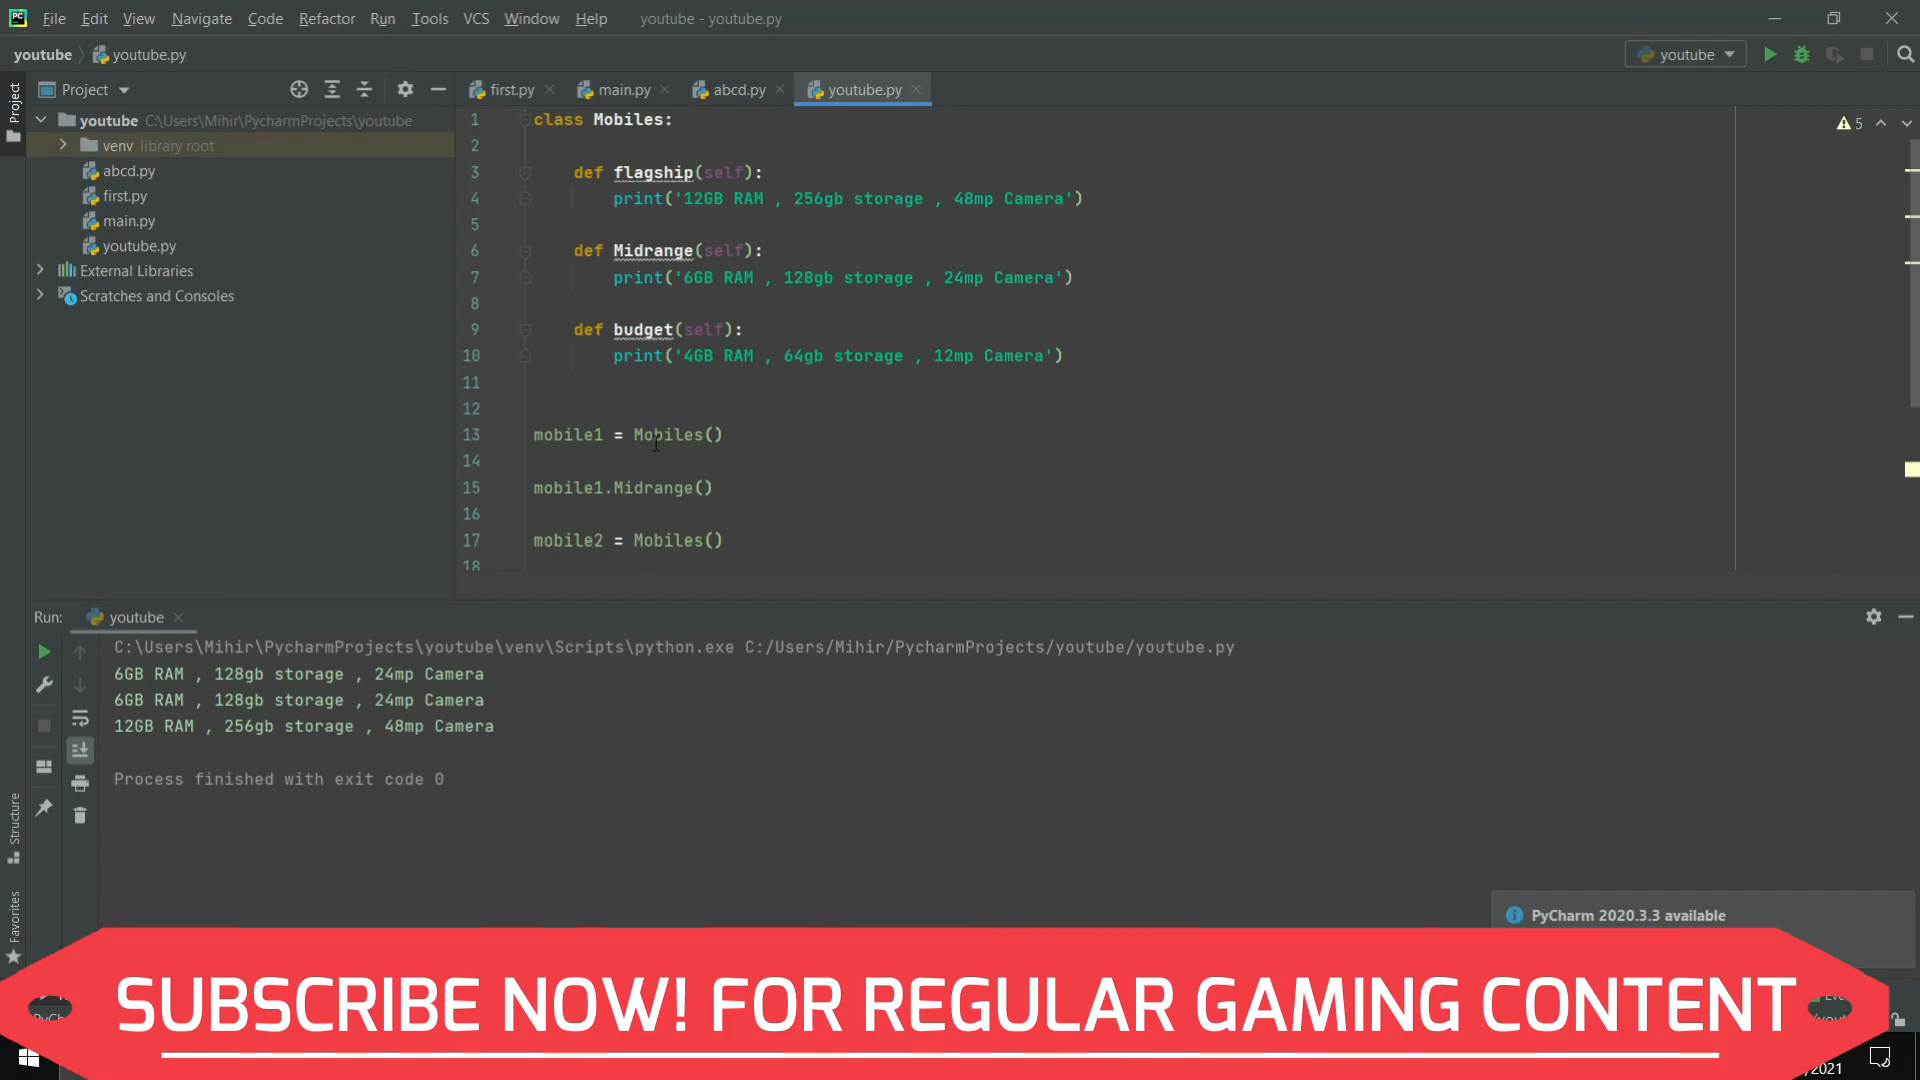 File Edit View Navigate Code Refactor Run Tools VCS Window Help youtube - youtube.py
youtube youtube.py youtube
Project first.py main.py abcd.py youtube.py
Project
youtube C:\Users\Mihir\PycharmProjects\youtube
venv library root
abcd.py
first.py
main.py
youtube.py
External Libraries
Scratches and Consoles
5
1 class Mobiles:
2
3 def flagship(self):
4 print('12GB RAM , 256gb storage , 48mp Camera')
5
6 def Midrange(self):
7 print('6GB RAM , 128gb storage , 24mp Camera')
8
9 def budget(self):
10 print('4GB RAM , 64gb storage , 12mp Camera')
11
12
13 mobile1 = Mobiles()
14
15 mobile1.Midrange()
16
17 mobile2 = Mobiles()
18
Run: youtube
C:\Users\Mihir\PycharmProjects\youtube\venv\Scripts\python.exe C:/Users/Mihir/PycharmProjects/youtube/youtube.py
6GB RAM , 128gb storage , 24mp Camera
6GB RAM , 128gb storage , 24mp Camera
12GB RAM , 256gb storage , 48mp Camera
Process finished with exit code 0
Structure
Favorites
PyCharm 2020.3.3 available
SUBSCRIBE NOW! FOR REGULAR GAMING CONTENT
/2021